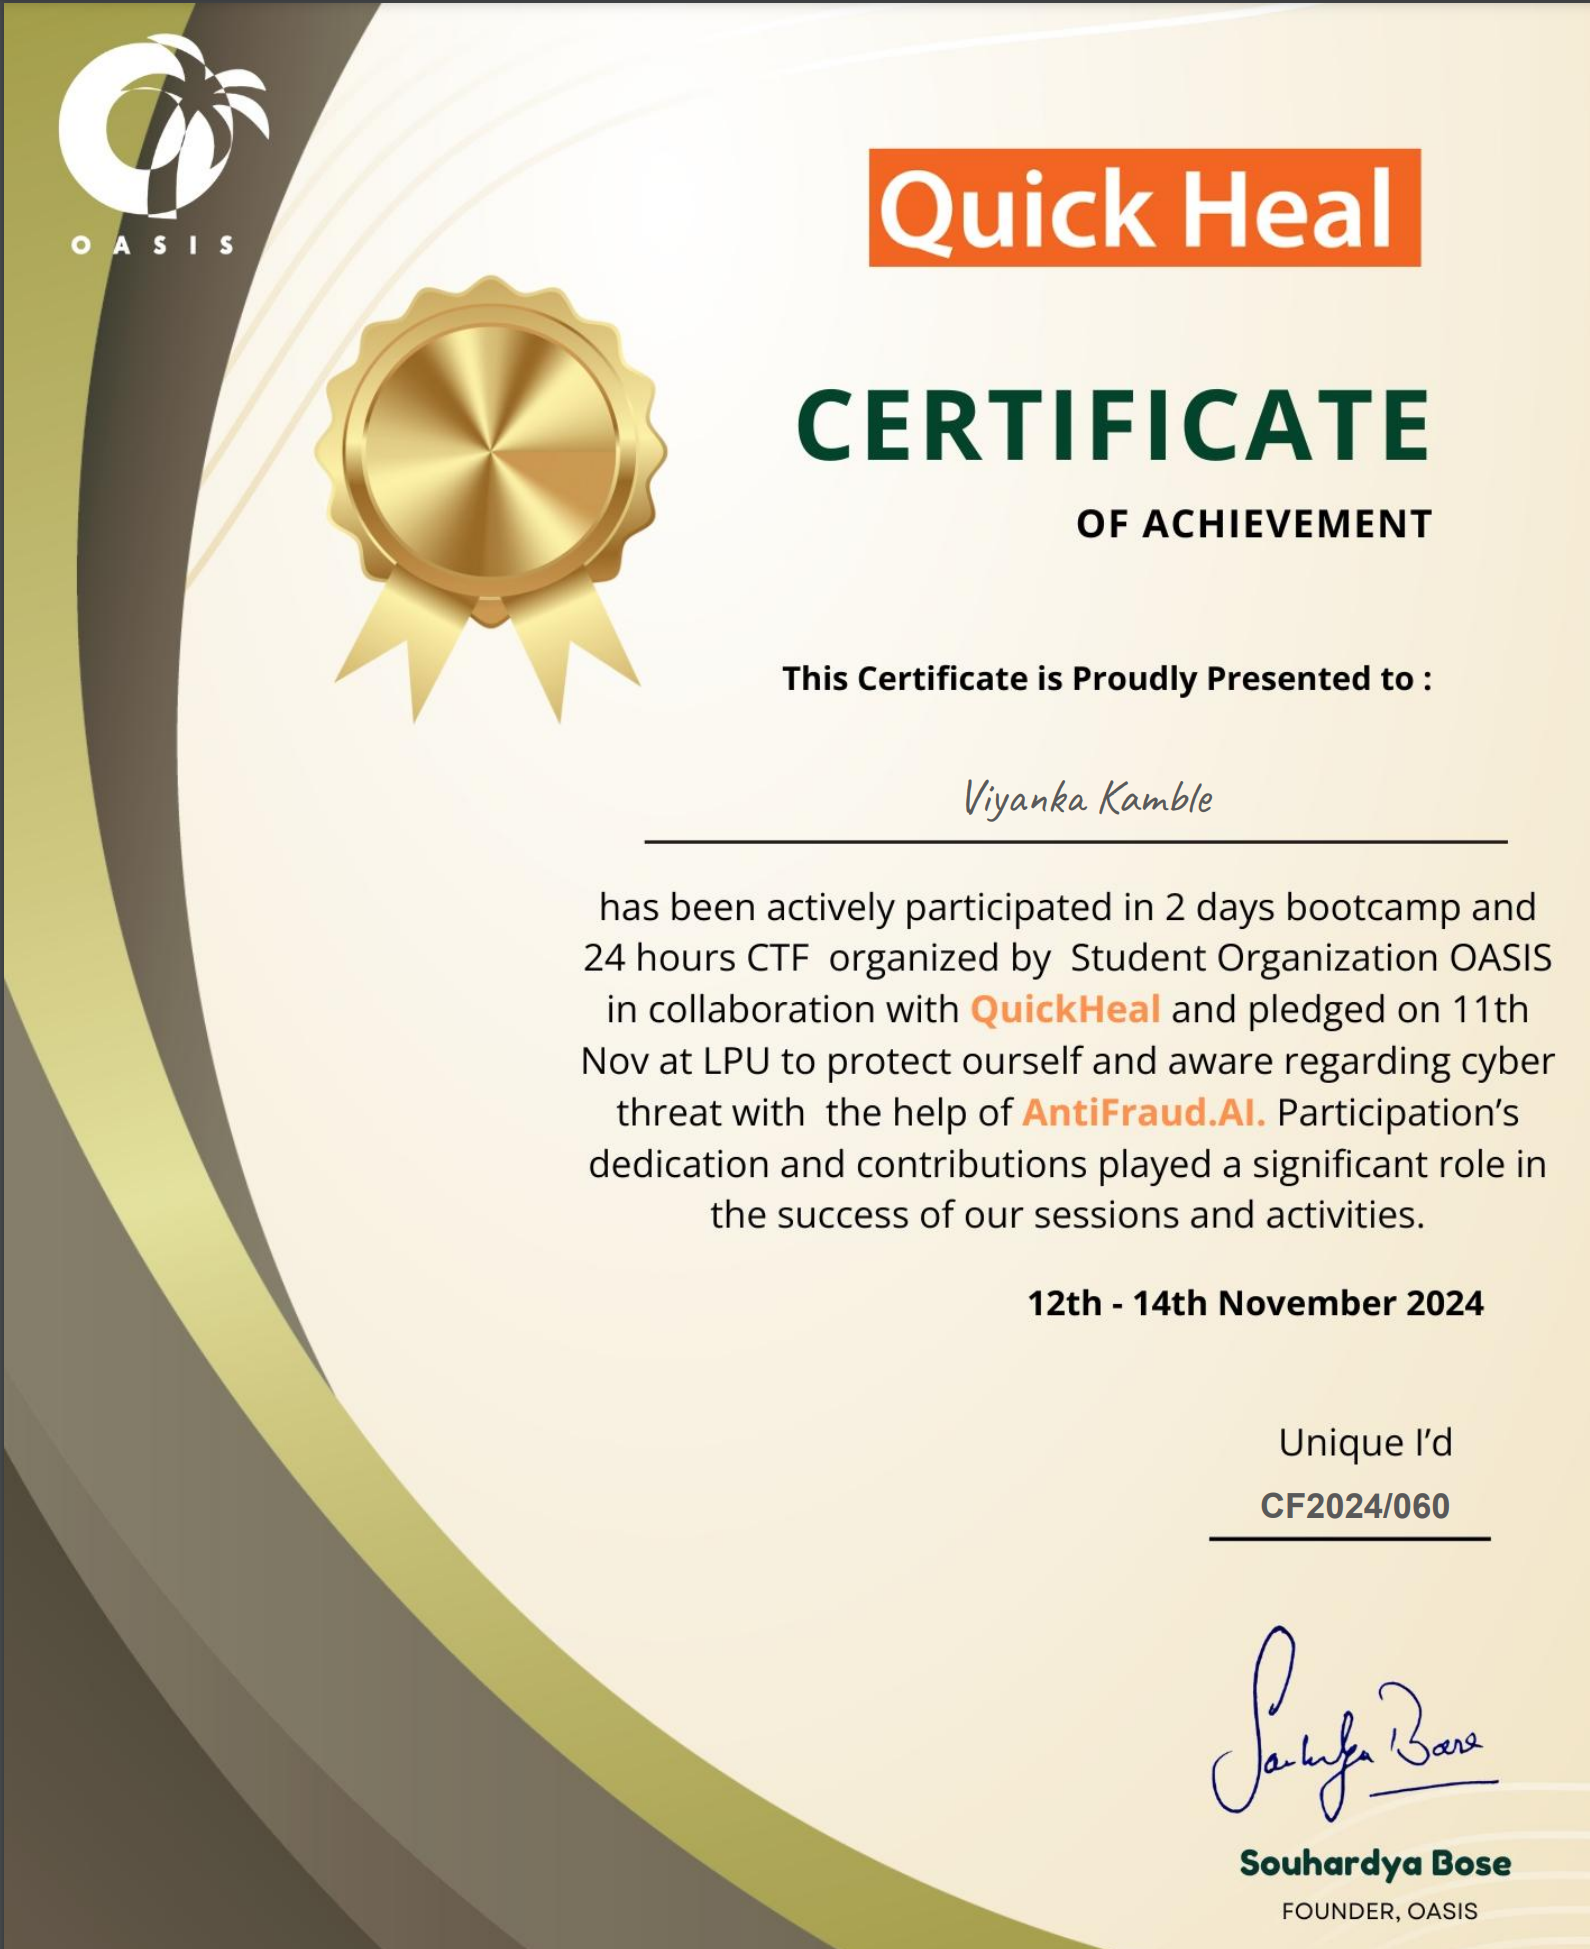 OASIS
Quick Heal
CERTIFICATE
OF ACHIEVEMENT
This Certificate is Proudly Presented to :
Viyanka Kamble
has been actively participated in 2 days bootcamp and
24 hours CTF organized by Student Organization OASIS
in collaboration with QuickHeal and pledged on 11th
Nov at LPU to protect ourself and aware regarding cyber
threat with the help of AntiFraud.AI. Participation’s
dedication and contributions played a significant role in
the success of our sessions and activities.
12th - 14th November 2024
Unique I’d
CF2024/060
Souhardya Bose
Souhardya Bose
FOUNDER, OASIS